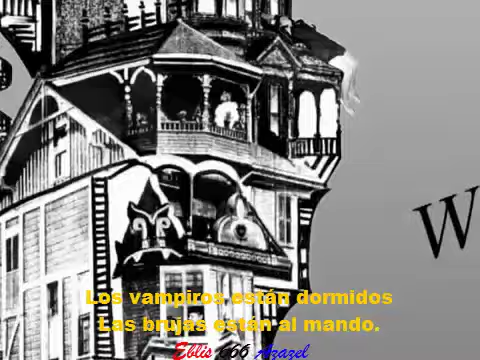 W
Los vampiros están dormidos
Las brujas están al mando.
Eblis 666 Azazel